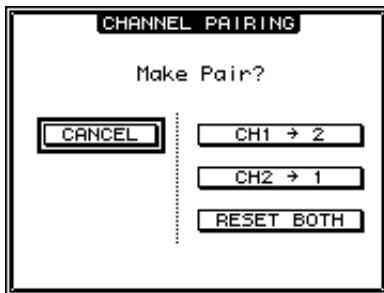 CHANNEL PAIRING
Make Pair?
CANCEL
CH1 → 2
CH2 → 1
RESET BOTH